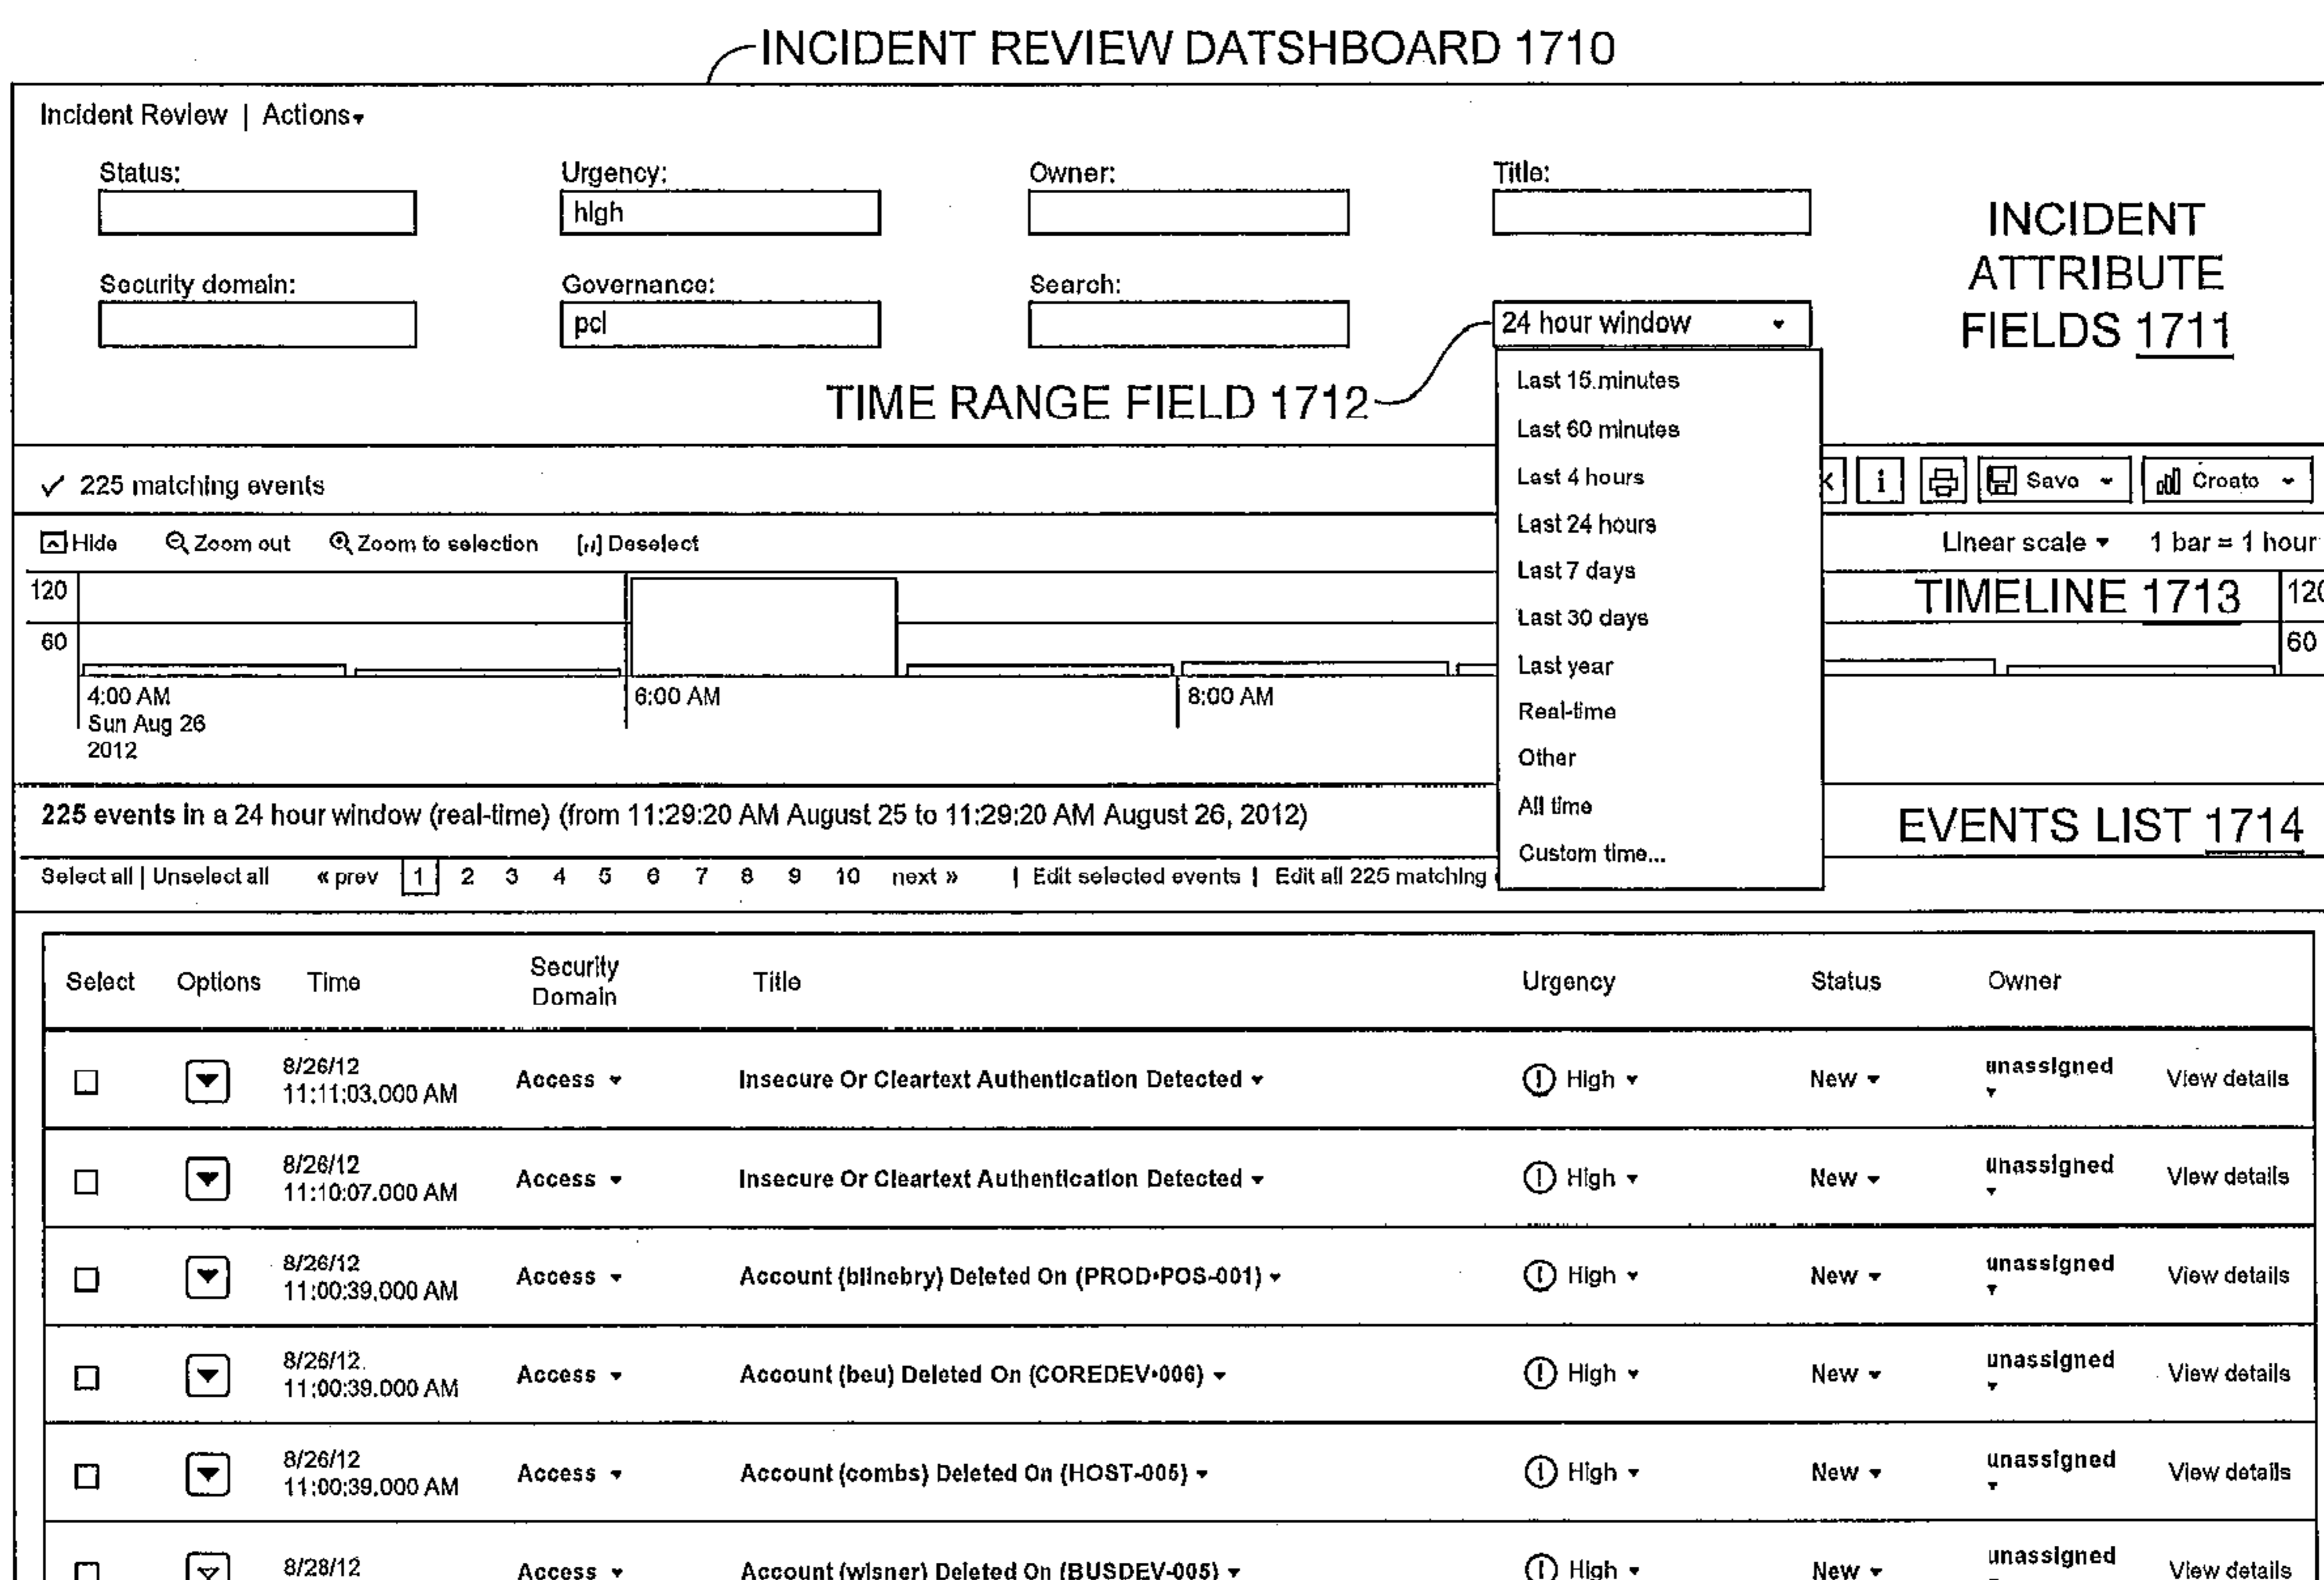 INCIDENT REVIEW DATSHBOARD 1710
Incident Review | Actions
Status:
Urgency:
Owner:
Title:
high
Security domain:
Governance:
Search:
pci
24 hour window
INCIDENT
ATTRIBUTE
FIELDS 1711
TIME RANGE FIELD 1712
Last 15 minutes
Last 60 minutes
Last 4 hours
Last 24 hours
Last 7 days
Last 30 days
Last year
Real-time
Other
All time
Custom time...
✓ 225 matching events
i Save Create
Hide Zoom out Zoom to selection Deselect
Linear scale 1 bar = 1 hour
TIMELINE 1713
120
60
120
60
4:00 AM
Sun Aug 26
2012
6:00 AM
8:00 AM
225 events in a 24 hour window (real-time) (from 11:29:20 AM August 25 to 11:29:20 AM August 26, 2012)
EVENTS LIST 1714
Select all | Unselect all « prev 1 2 3 4 5 6 7 8 9 10 next » | Edit selected events | Edit all 225 matching
Select Options Time Security Domain Title Urgency Status Owner
8/26/12
11:11:03.000 AM Access Insecure Or Cleartext Authentication Detected High New unassigned View details
8/26/12
11:10:07.000 AM Access Insecure Or Cleartext Authentication Detected High New unassigned View details
8/26/12
11:00:39.000 AM Access Account (blinebry) Deleted On (PROD-POS-001) High New unassigned View details
8/26/12
11:00:39.000 AM Access Account (beu) Deleted On (COREDEV-006) High New unassigned View details
8/26/12
11:00:39.000 AM Access Account (combs) Deleted On (HOST-005) High New unassigned View details
8/28/12 Access Account (wisner) Deleted On (BUSDEV-005) High New unassigned View details